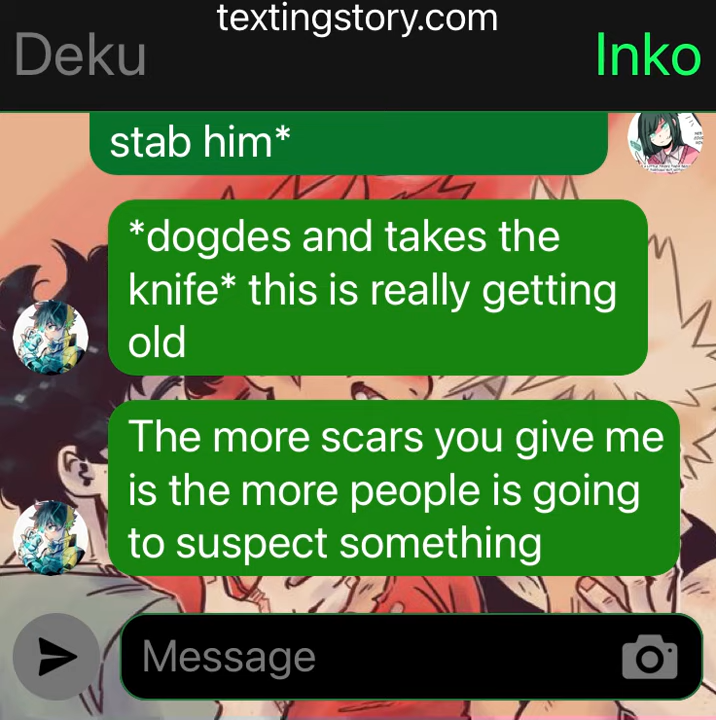 textingstory.com
Deku
Inko
stab him*
*dogdes and takes the
knife* this is really getting
old
The more scars you give me
is the more people is going
to suspect something
Message